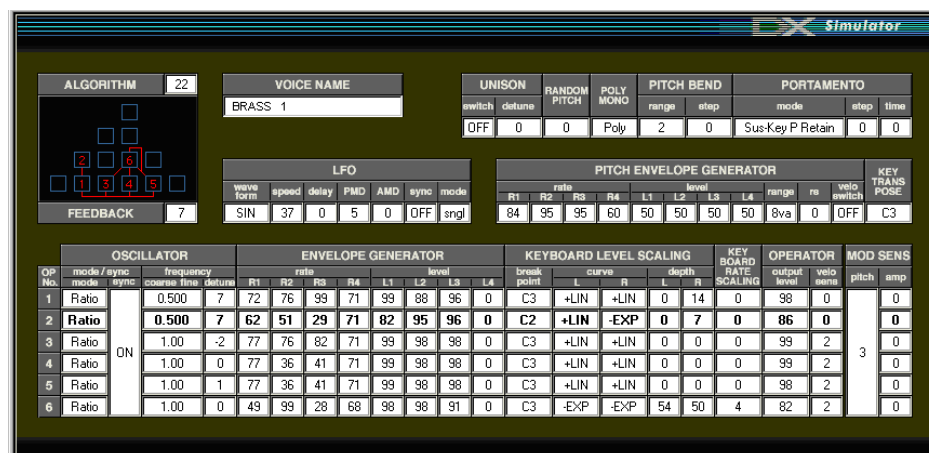 DX Simulator
ALGORITHM 22
VOICE NAME
BRASS 1
UNISON RANDOM PITCH POLY MONO PITCH BEND PORTAMENTO
switch detune range step mode step time
OFF 0 0 Poly 2 0 Sus-Key P Retain 0 0
2 6
1 3 4 5
FEEDBACK 7
LFO
wave form speed delay PMD AMD sync mode
SIN 37 0 5 0 OFF sngl
PITCH ENVELOPE GENERATOR KEY TRANS POSE
rate level range rs velo switch
R1 R2 R3 R4 L1 L2 L3 L4
84 95 95 60 50 50 50 50 8va 0 OFF C3
OSCILLATOR ENVELOPE GENERATOR KEYBOARD LEVEL SCALING KEY BOARD RATE SCALING OPERATOR MOD SENS
OP No. mode / sync frequency rate level break point curve depth output level velo sens pitch amp
mode sync coarse fine detune R1 R2 R3 R4 L1 L2 L3 L4 L R L R
1 Ratio 0.500 7 72 76 99 71 99 88 96 0 C3 +LIN +LIN 0 14 0 98 0 0
2 Ratio 0.500 7 62 51 29 71 82 95 96 0 C2 +LIN -EXP 0 7 0 86 0 0
3 Ratio 1.00 -2 77 76 82 71 99 98 98 0 C3 +LIN +LIN 0 0 0 99 2 0
ON 3
4 Ratio 1.00 0 77 36 41 71 99 98 98 0 C3 +LIN +LIN 0 0 0 99 2 0
5 Ratio 1.00 1 77 36 41 71 99 98 98 0 C3 +LIN +LIN 0 0 0 98 2 0
6 Ratio 1.00 0 49 99 28 68 98 98 91 0 C3 -EXP -EXP 54 50 4 82 2 0